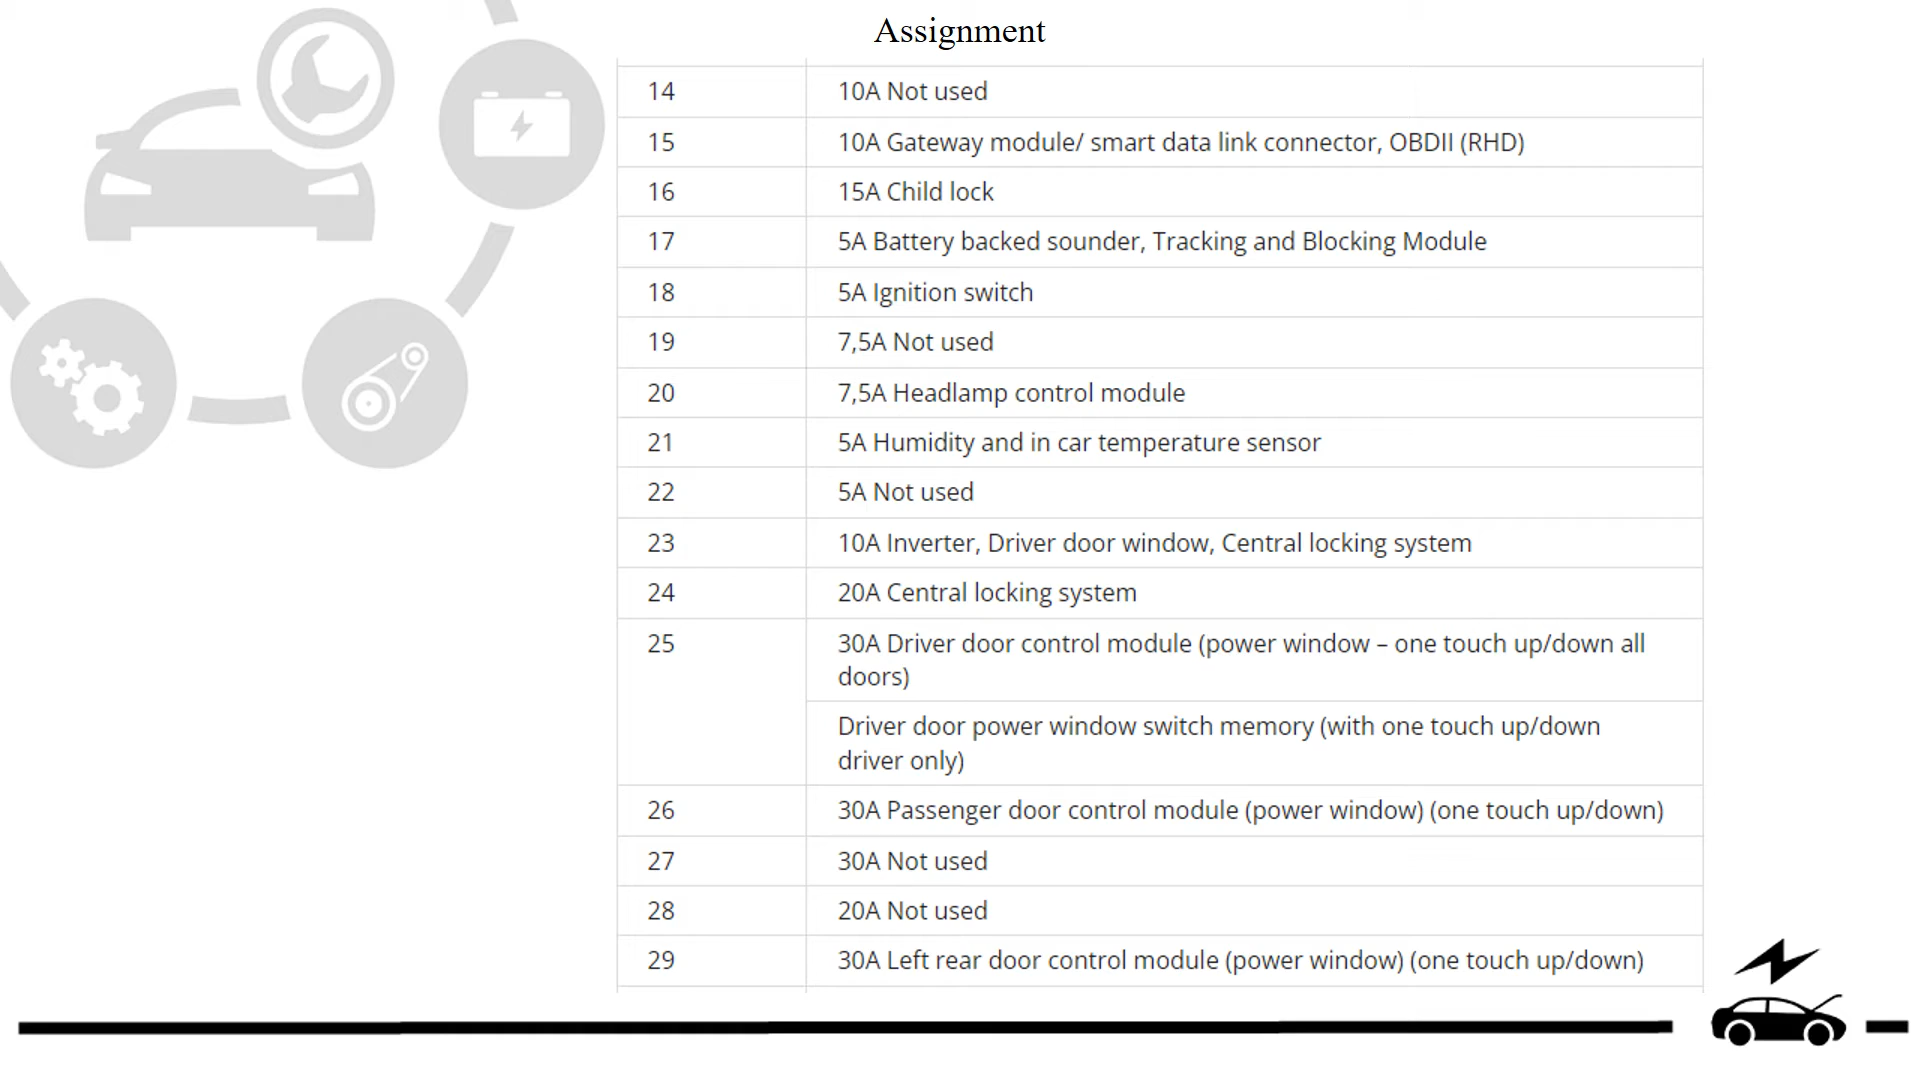 Assignment
14 10A Not used
15 10A Gateway module/ smart data link connector, OBDII (RHD)
16 15A Child lock
17 5A Battery backed sounder, Tracking and Blocking Module
18 5A Ignition switch
19 7,5A Not used
20 7,5A Headlamp control module
21 5A Humidity and in car temperature sensor
22 5A Not used
23 10A Inverter, Driver door window, Central locking system
24 20A Central locking system
25 30A Driver door control module (power window – one touch up/down all
doors)
Driver door power window switch memory (with one touch up/down
driver only)
26 30A Passenger door control module (power window) (one touch up/down)
27 30A Not used
28 20A Not used
29 30A Left rear door control module (power window) (one touch up/down)